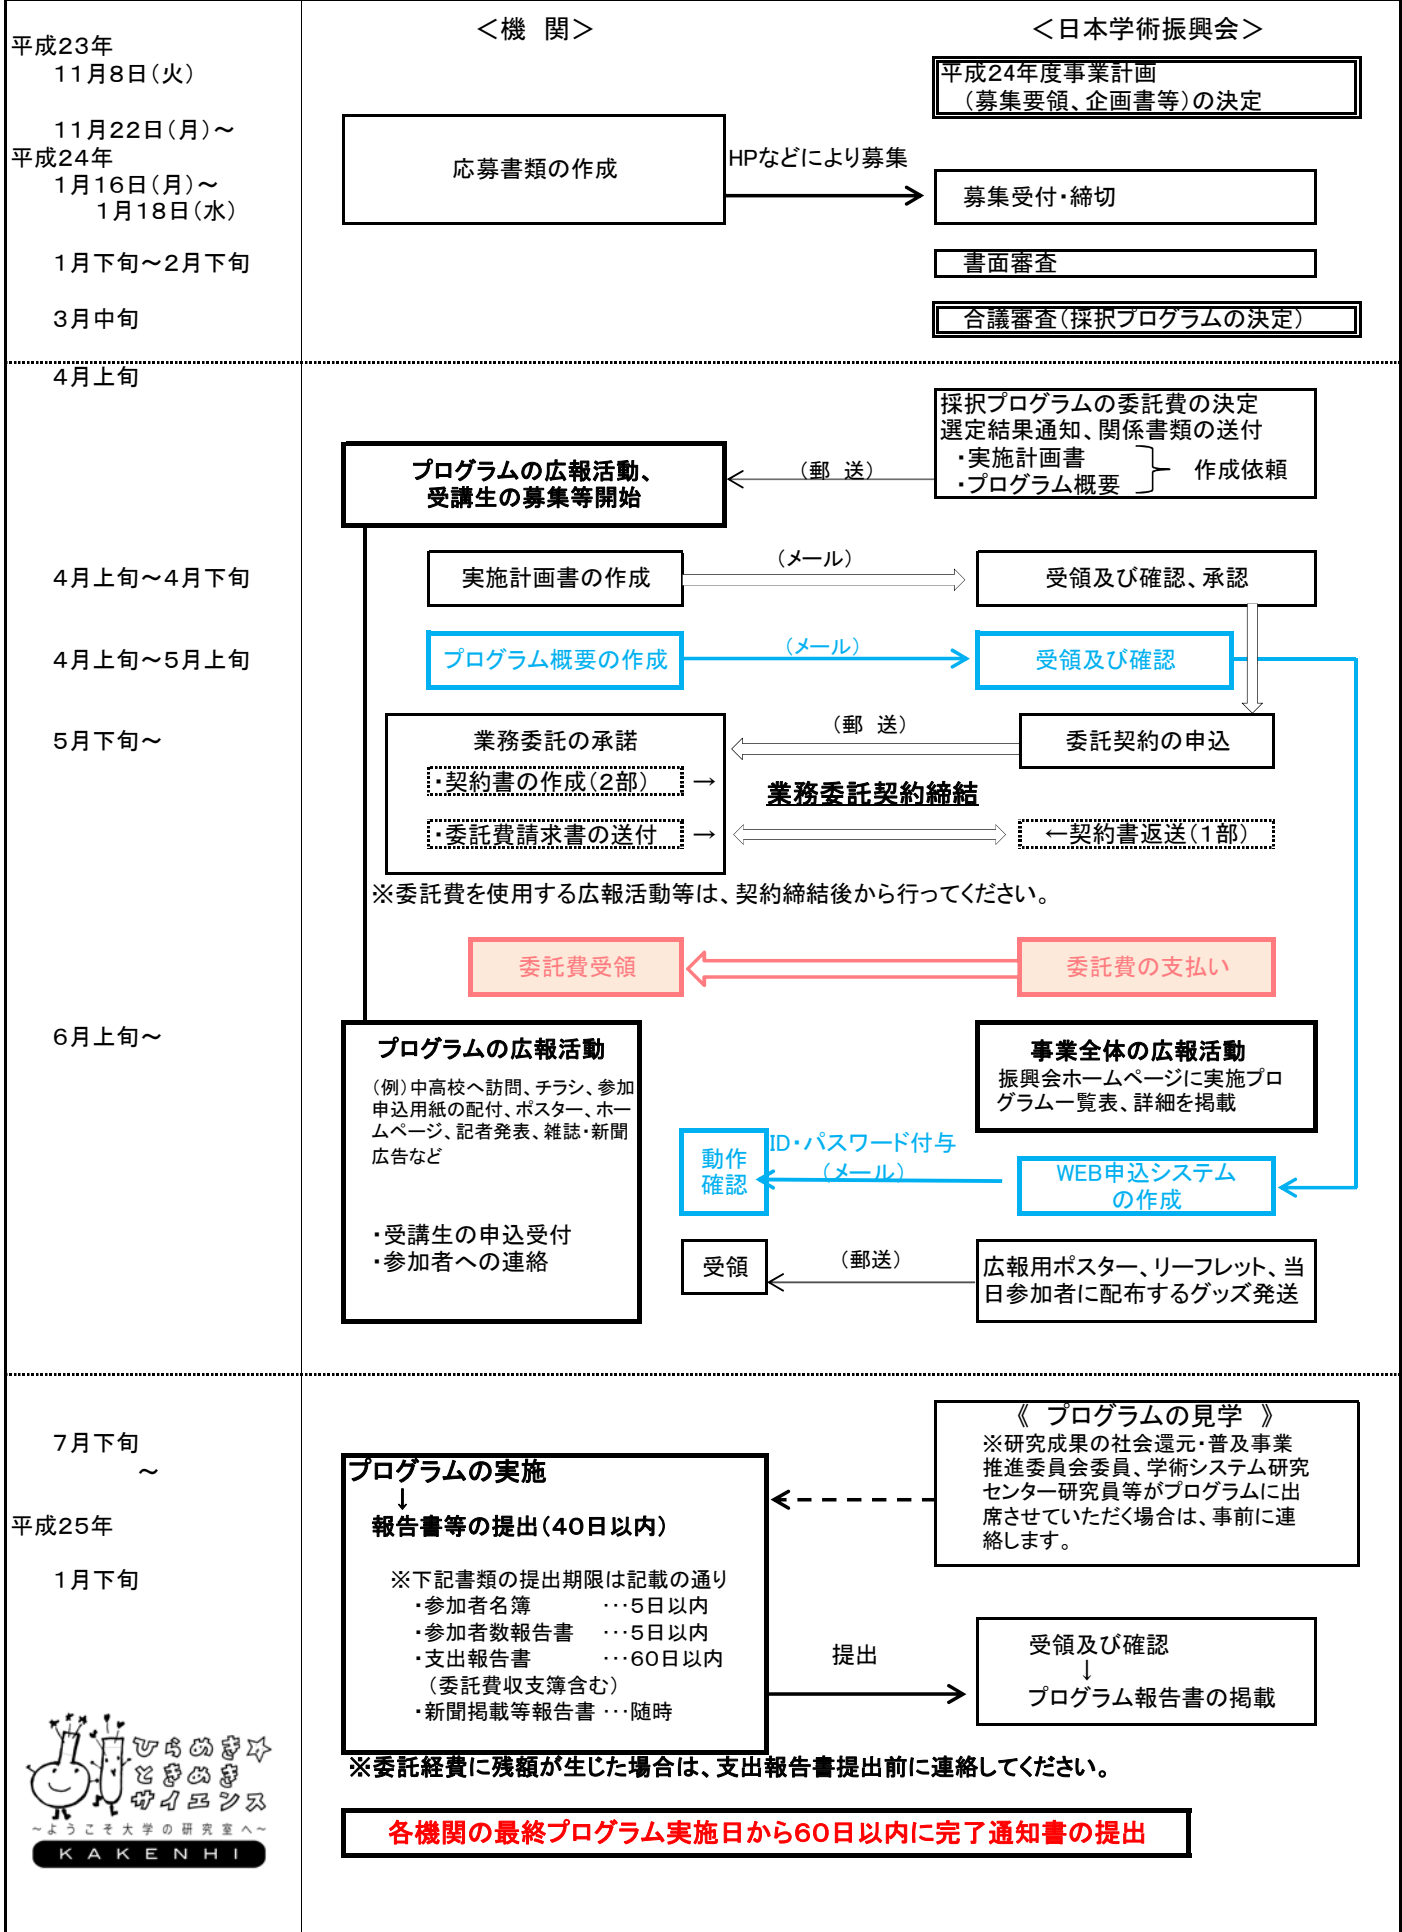 ＜機　関＞
＜日本学術振興会＞
平成23年
11月8日（火）
平成24年度事業計画
（募集要領、企画書等）の決定
11月22日（月）～
平成24年
応募書類の作成
HPなどにより募集
1月16日（月）～
1月18日（水）
募集受付・締切
1月下旬～2月下旬
書面審査
3月中旬
合議審査（採択プログラムの決定）
4月上旬
採択プログラムの委託費の決定
選定結果通知、関係書類の送付
・実施計画書
・プログラム概要
作成依頼
（郵　送）
プログラムの広報活動、
受講生の募集等開始
4月上旬～4月下旬
実施計画書の作成
（メール）
受領及び確認、承認
4月上旬～5月上旬
プログラム概要の作成
（メール）
受領及び確認
5月下旬～
業務委託の承諾
（郵　送）
委託契約の申込
・契約書の作成（2部）
→
業務委託契約締結
・委託費請求書の送付
→
←契約書返送（1部）
※委託費を使用する広報活動等は、契約締結後から行ってください。
委託費受領
委託費の支払い
6月上旬～
プログラムの広報活動
（例）中高校へ訪問、チラシ、参加
申込用紙の配付、ポスター、ホー
ムページ、記者発表、雑誌・新聞
広告など
・受講生の申込受付
・参加者への連絡
事業全体の広報活動
振興会ホームページに実施プロ
グラム一覧表、詳細を掲載
動作
確認
ID・パスワード付与
（メール）
WEB申込システム
の作成
受領
（郵送）
広報用ポスター、リーフレット、当
日参加者に配布するグッズ発送
7月下旬
～
平成25年
1月下旬
《　プログラムの見学　》
※研究成果の社会還元・普及事業
推進委員会委員、学術システム研究
センター研究員等がプログラムに出
席させていただく場合は、事前に連
絡します。
プログラムの実施
↓
報告書等の提出（40日以内）
※下記書類の提出期限は記載の通り
・参加者名簿　…5日以内
・参加者数報告書　…5日以内
・支出報告書　…60日以内
（委託費収支簿含む）
・新聞掲載等報告書　…随時
提出
受領及び確認
↓
プログラム報告書の掲載
※委託経費に残額が生じた場合は、支出報告書提出前に連絡してください。
各機関の最終プログラム実施日から60日以内に完了通知書の提出
ひらめき☆
ときめき
サイエンス
～ようこそ大学の研究室へ～
KAKENHI